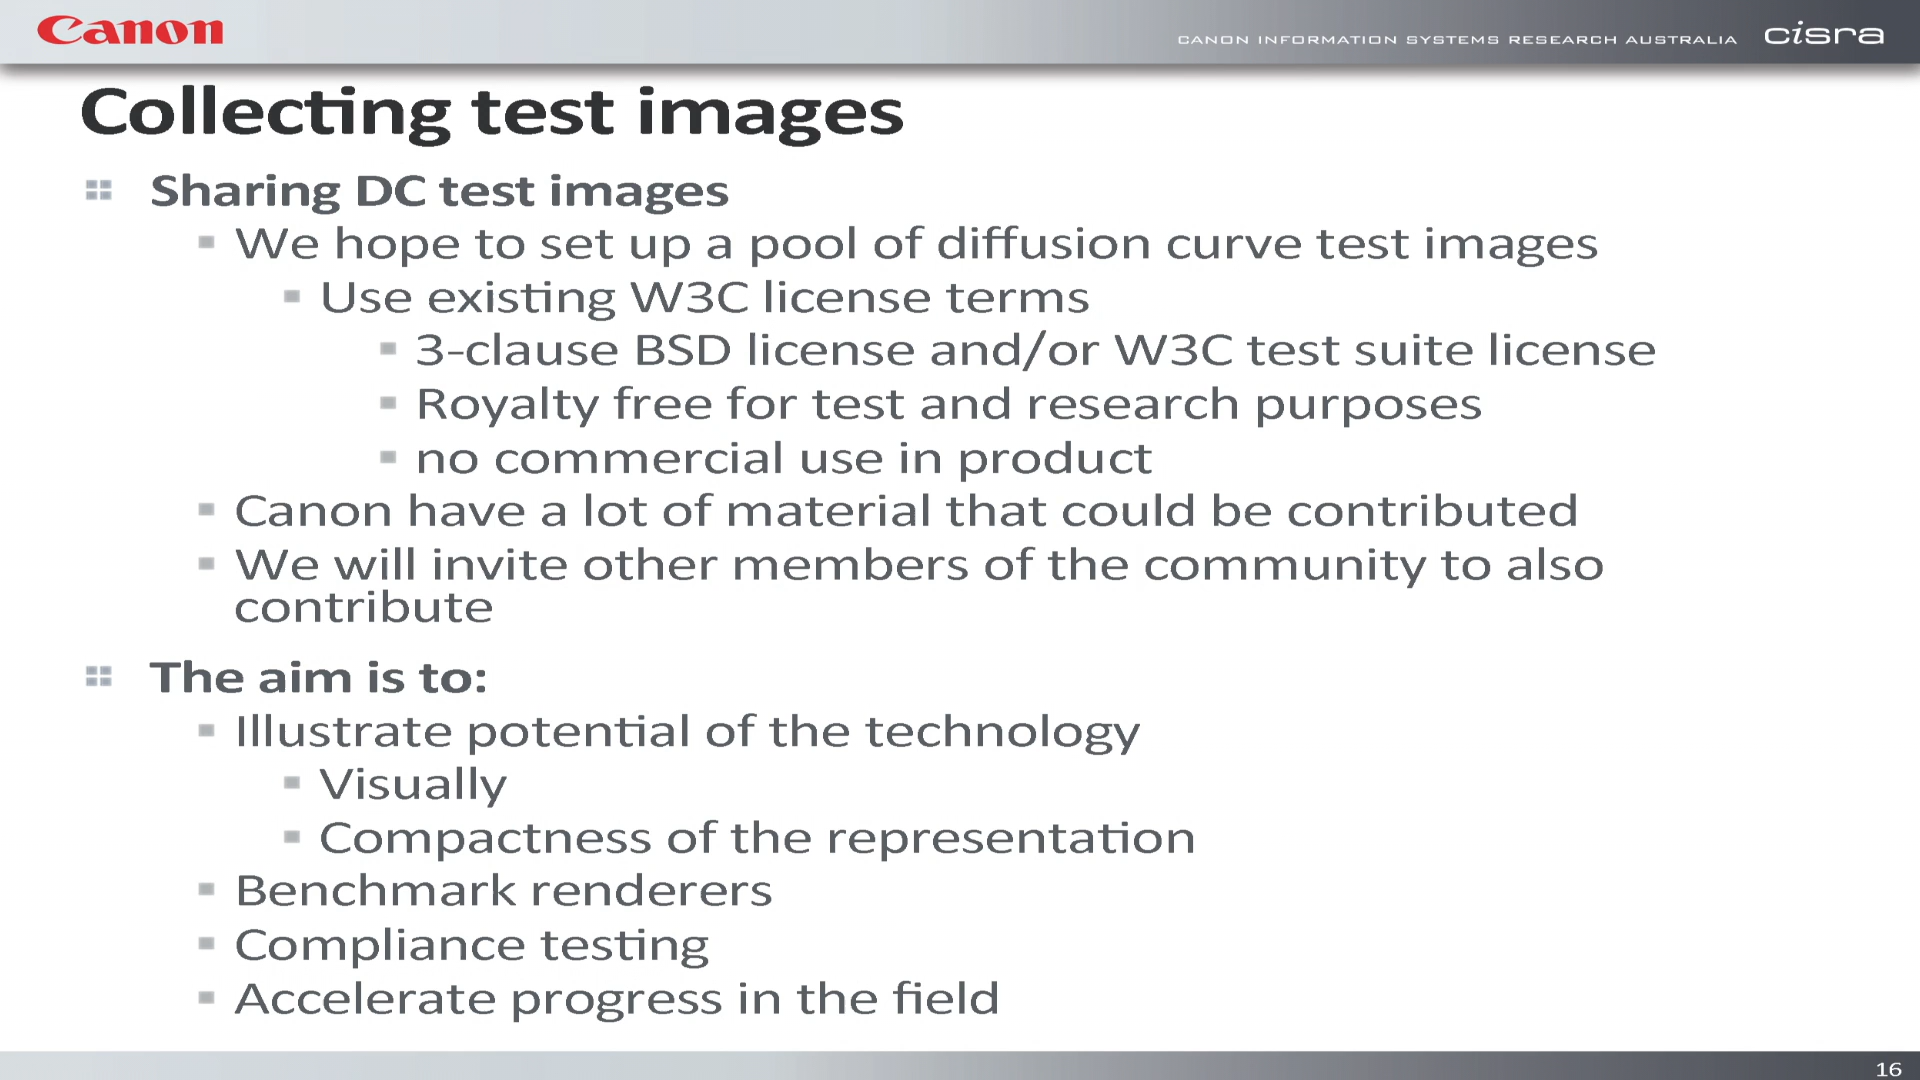 Canon
CANON INFORMATION SYSTEMS RESEARCH AUSTRALIA cisra
Collecting test images
Sharing DC test images
We hope to set up a pool of diffusion curve test images
Use existing W3C license terms
3-clause BSD license and/or W3C test suite license
Royalty free for test and research purposes
no commercial use in product
Canon have a lot of material that could be contributed
We will invite other members of the community to also
contribute
The aim is to:
Illustrate potential of the technology
Visually
Compactness of the representation
Benchmark renderers
Compliance testing
Accelerate progress in the field
16